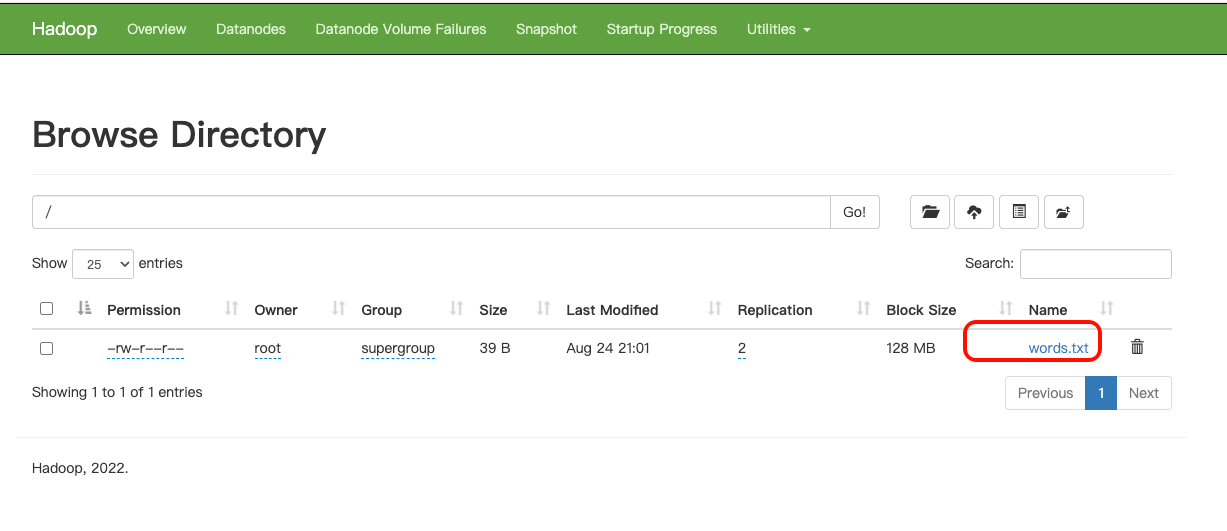 Hadoop Overview Datanodes Datanode Volume Failures Snapshot Startup Progress Utilities
Browse Directory
/ Go!
Show 25 entries Search:
Permission Owner Group Size Last Modified Replication Block Size Name
-rw-r--r-- root supergroup 39 B Aug 24 21:01 2 128 MB words.txt
Showing 1 to 1 of 1 entries Previous 1 Next
Hadoop, 2022.